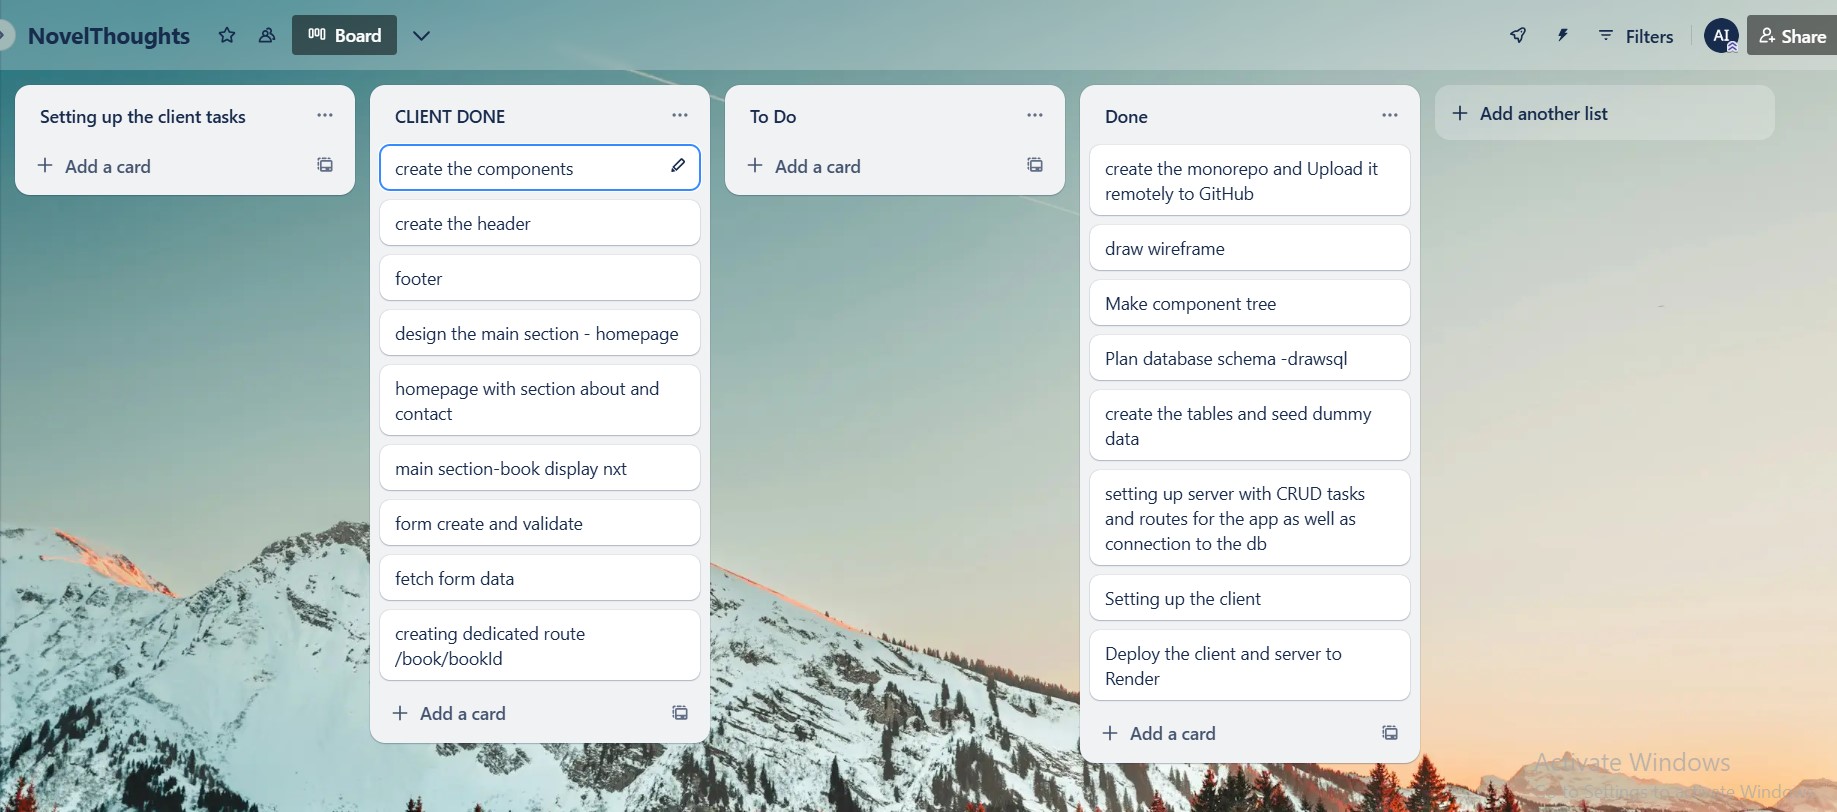 NovelThoughts
Board
Filters
AI
Share
Setting up the client tasks
Add a card
CLIENT DONE
create the components
create the header
footer
design the main section - homepage
homepage with section about and
contact
main section-book display nxt
form create and validate
fetch form data
creating dedicated route
/book/bookId
Add a card
To Do
Add a card
Done
create the monorepo and Upload it
remotely to GitHub
draw wireframe
Make component tree
Plan database schema -drawsql
create the tables and seed dummy
data
setting up server with CRUD tasks
and routes for the app as well as
connection to the db
Setting up the client
Deploy the client and server to
Render
Add a card
Add another list
Activate Windows
to Settings to activate Windows